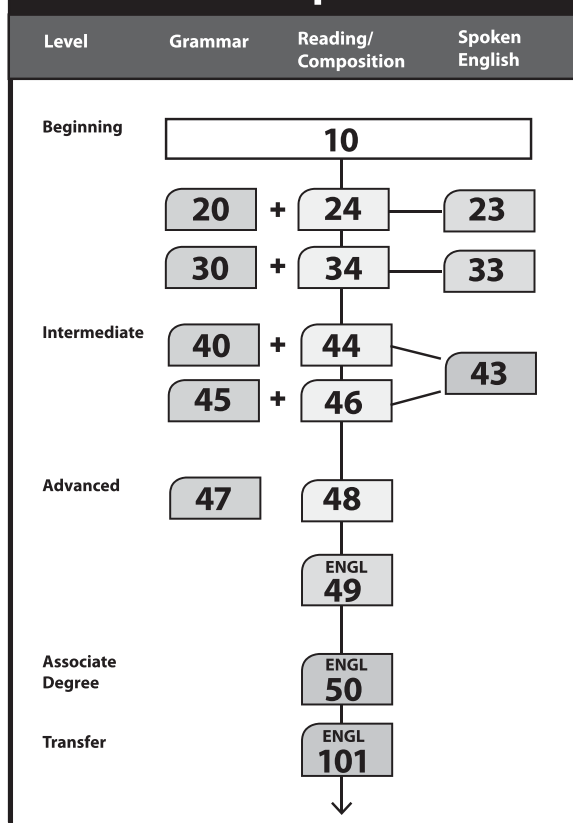 Level Grammar Reading/ Spoken
Composition English
Beginning
10
20 + 24 23
30 + 34 33
Intermediate
40 + 44
43
45 + 46
Advanced
47 48
ENGL
49
Associate
Degree
ENGL
50
Transfer
ENGL
101